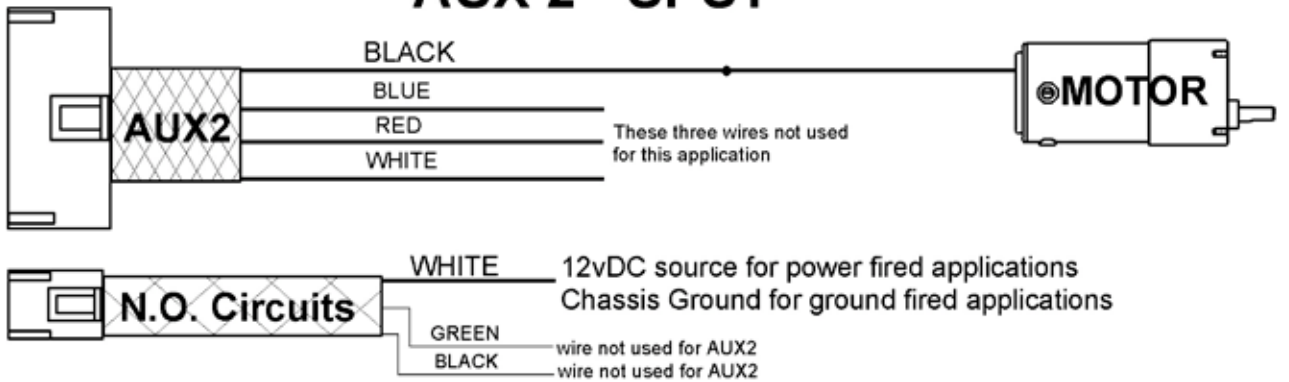 AUX 2 - SPST
BLACK
BLUE
RED
WHITE
AUX2
These three wires not used
for this application
MOTOR
N.O. Circuits
WHITE
12vDC source for power fired applications
Chassis Ground for ground fired applications
GREEN
wire not used for AUX2
BLACK
wire not used for AUX2